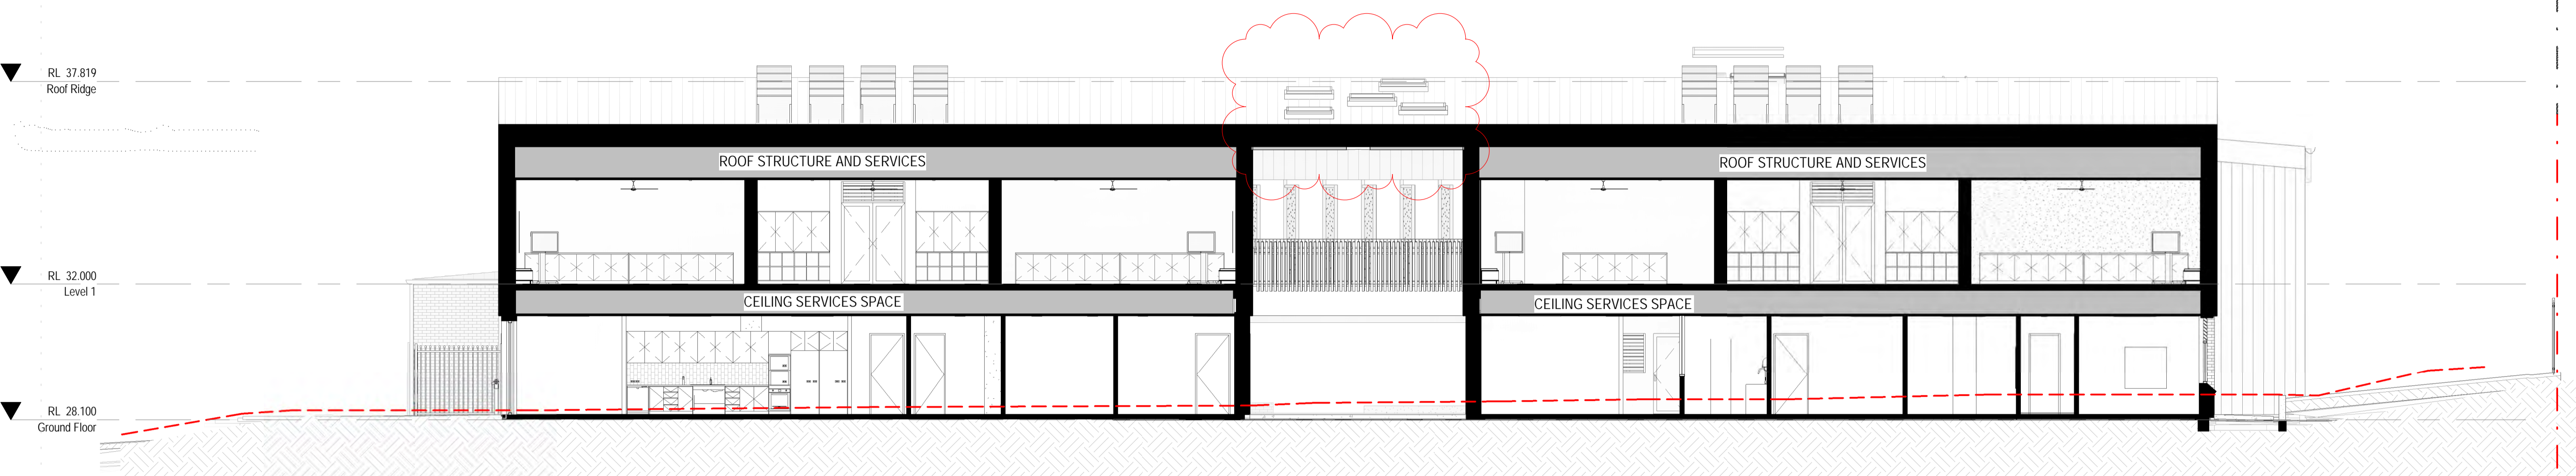 RL 37.819
Roof Ridge
ROOF STRUCTURE AND SERVICES
ROOF STRUCTURE AND SERVICES
RL 32.000
Level 1
CEILING SERVICES SPACE
CEILING SERVICES SPACE
RL 28.100
Ground Floor